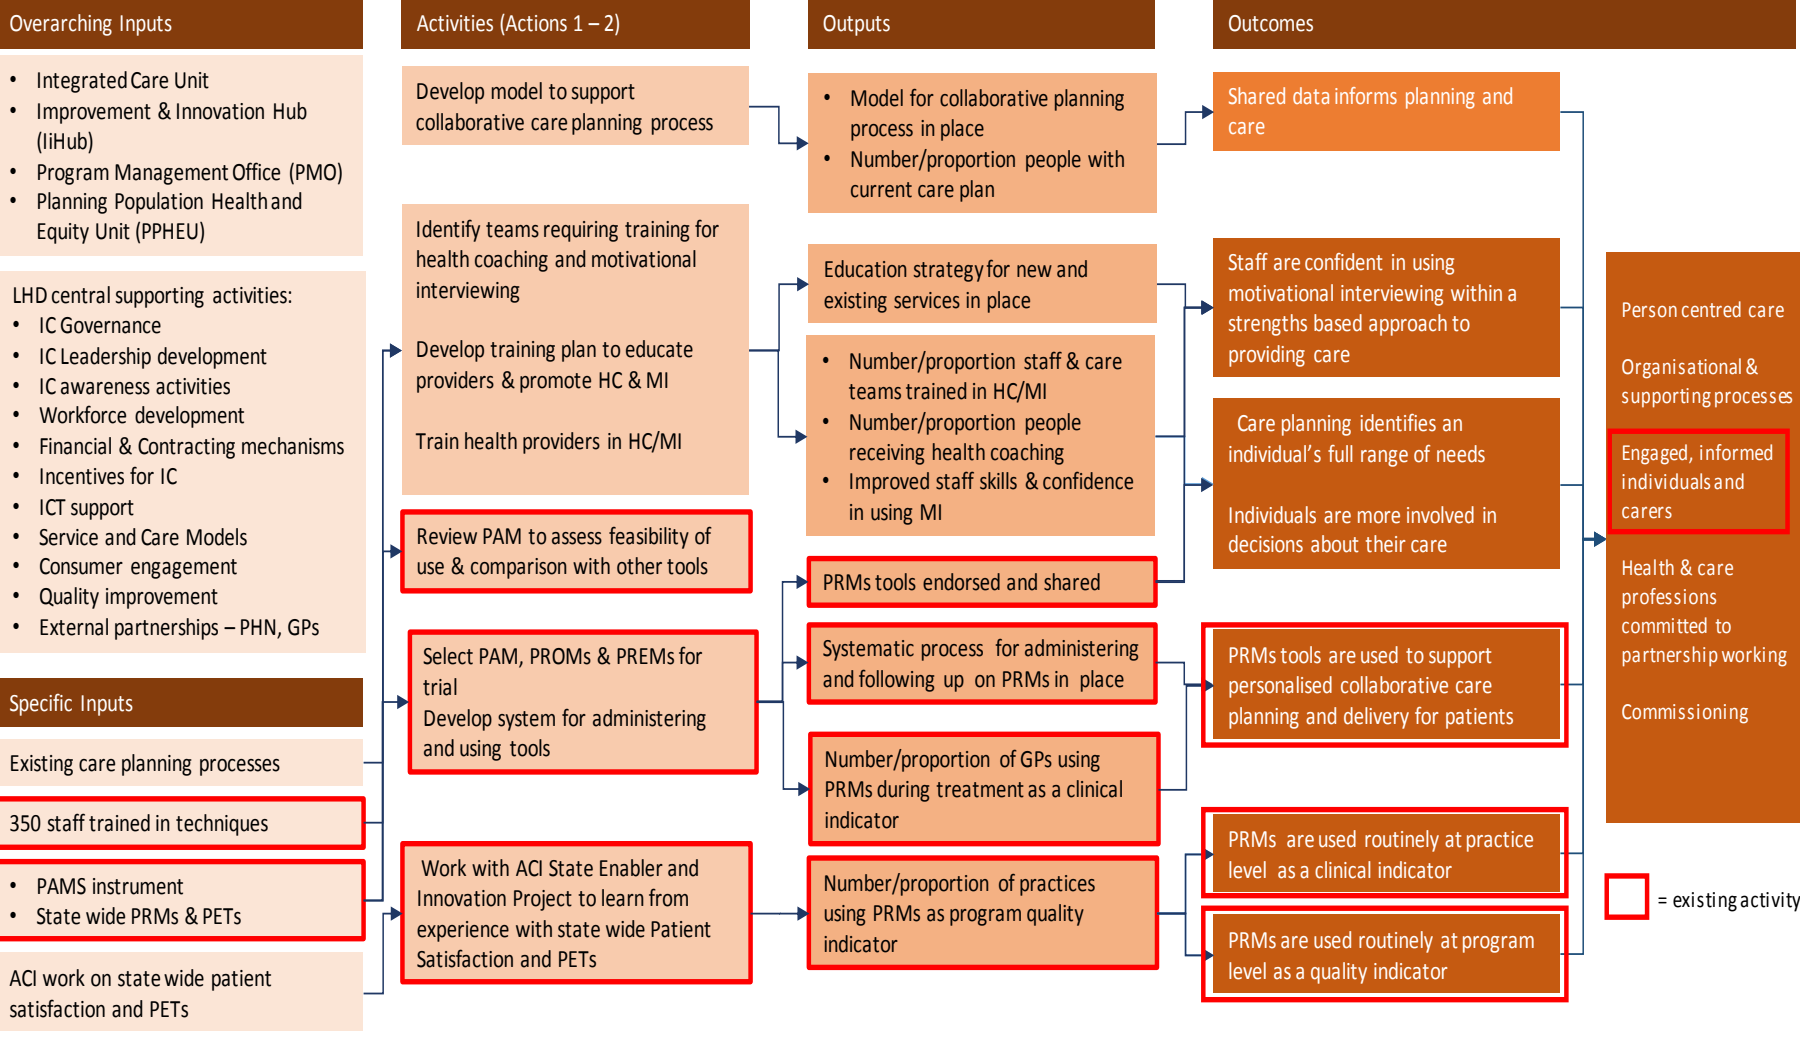 Overarching Inputs
• Integrated Care Unit
• Improvement & Innovation Hub
(IiHub)
• Program Management Office (PMO)
• Planning Population Health and
Equity Unit (PPHEU)
LHD central supporting activities:
• IC Governance
• IC Leadership development
• IC awareness activities
• Workforce development
• Financial & Contracting mechanisms
• Incentives for IC
• ICT support
• Service and Care Models
• Consumer engagement
• Quality improvement
• External partnerships – PHN, GPs
Specific Inputs
Existing care planning processes
350 staff trained in techniques
• PAMS instrument
• State wide PRMs & PETs
ACI work on state wide patient
satisfaction and PETs
Activities (Actions 1 – 2)
Develop model to support
collaborative care planning process
Identify teams requiring training for
health coaching and motivational
interviewing
Develop training plan to educate
providers & promote HC & MI
Train health providers in HC/MI
Review PAM to assess feasibility of
use & comparison with other tools
Select PAM, PROMs & PREMs for
trial
Develop system for administering
and using tools
Work with ACI State Enabler and
Innovation Project to learn from
experience with state wide Patient
Satisfaction and PETs
Outputs
• Model for collaborative planning
process in place
• Number/proportion people with
current care plan
Education strategy for new and
existing services in place
• Number/proportion staff & care
teams trained in HC/MI
• Number/proportion people
receiving health coaching
• Improved staff skills & confidence
in using MI
PRMs tools endorsed and shared
Systematic process for administering
and following up on PRMs in place
Number/proportion of GPs using
PRMs during treatment as a clinical
indicator
Number/proportion of practices
using PRMs as program quality
indicator
Outcomes
Shared data informs planning and
care
Staff are confident in using
motivational interviewing within a
strengths based approach to
providing care
Care planning identifies an
individual's full range of needs
Individuals are more involved in
decisions about their care
PRMs tools are used to support
personalised collaborative care
planning and delivery for patients
PRMs are used routinely at practice
level as a clinical indicator
PRMs are used routinely at program
level as a quality indicator
Person centred care
Organisational &
supporting processes
Engaged, informed
individuals and
carers
Health & care
professions
committed to
partnership working
Commissioning
= existing activity